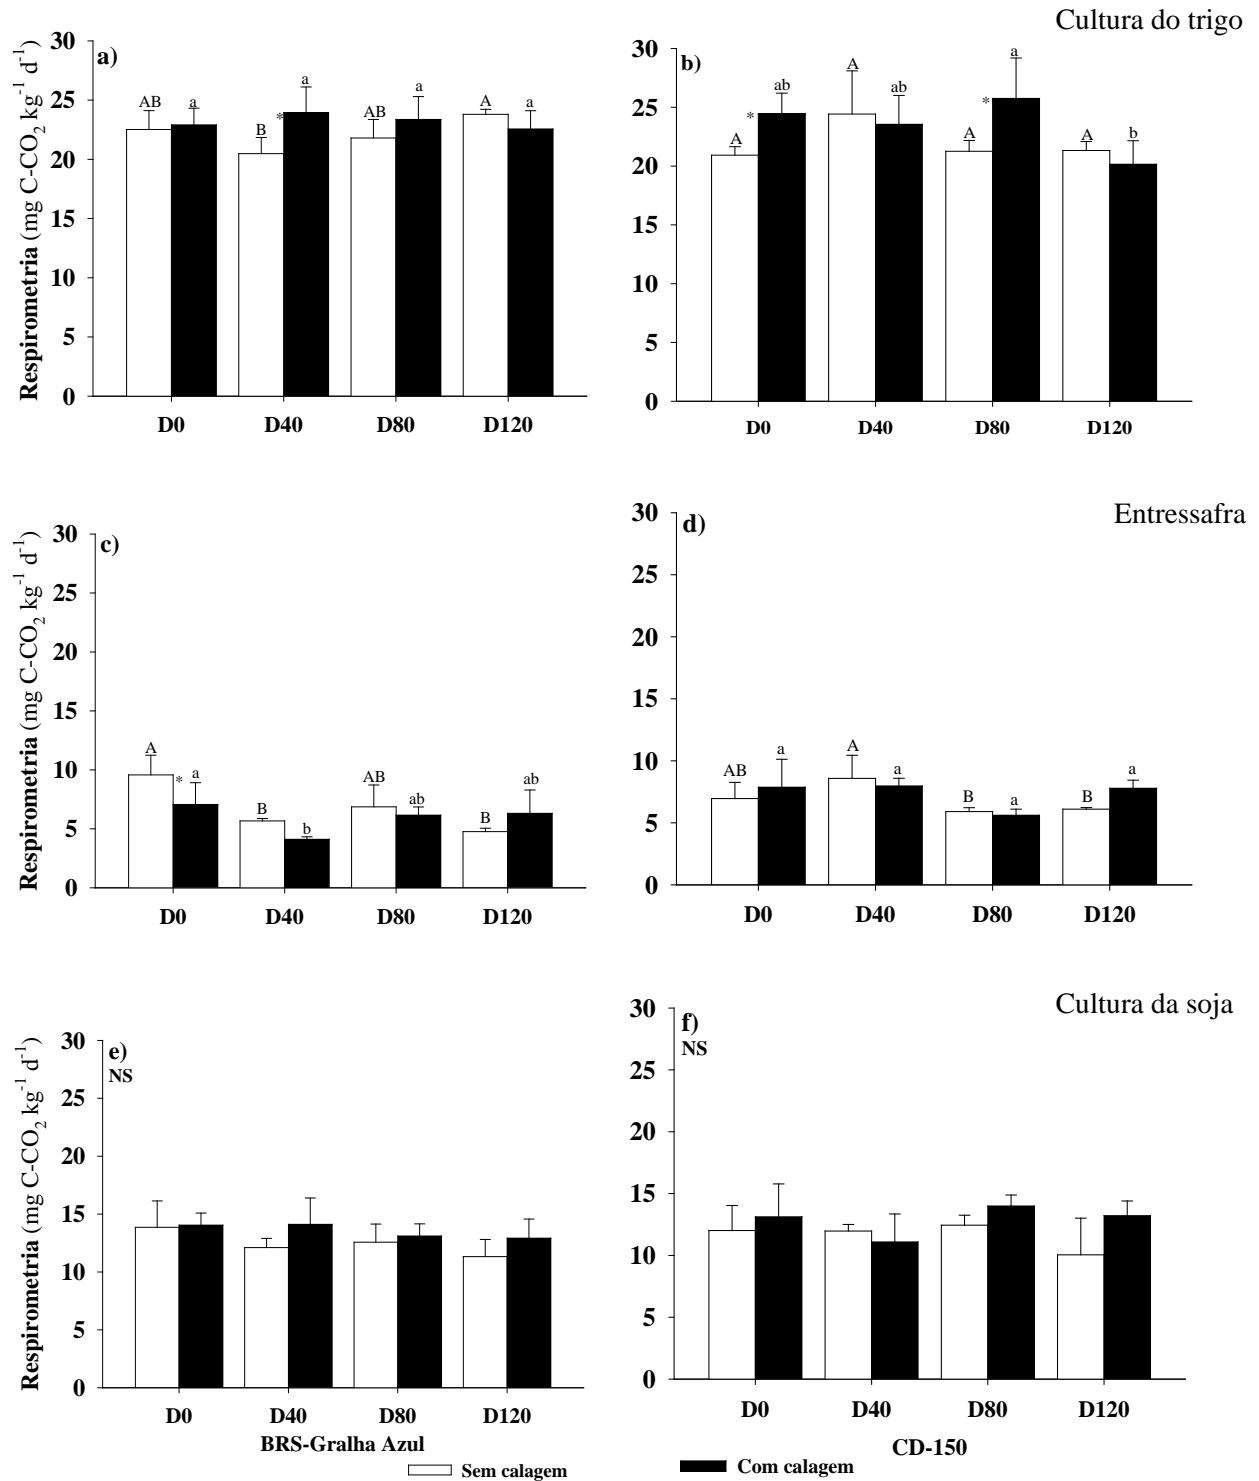 Cultura do trigo
Respirometria (mg C-CO2 kg-1 d-1)
a)
30
25
20
15
10
5
0
AB a B * a AB a A a
D0 D40 D80 D120
b)
30
25
20
15
10
5
0
A * ab A ab A * a A b
D0 D40 D80 D120
Entressafra
Respirometria (mg C-CO2 kg-1 d-1)
c)
30
25
20
15
10
5
0
A * a B b AB ab B ab
D0 D40 D80 D120
d)
30
25
20
15
10
5
0
AB a A a B a B a
D0 D40 D80 D120
Cultura da soja
Respirometria (mg C-CO2 kg-1 d-1)
e)
NS
30
25
20
15
10
5
0
D0 D40 D80 D120
BRS-Gralha Azul
f)
NS
30
25
20
15
10
5
0
D0 D40 D80 D120
CD-150
Sem calagem
Com calagem